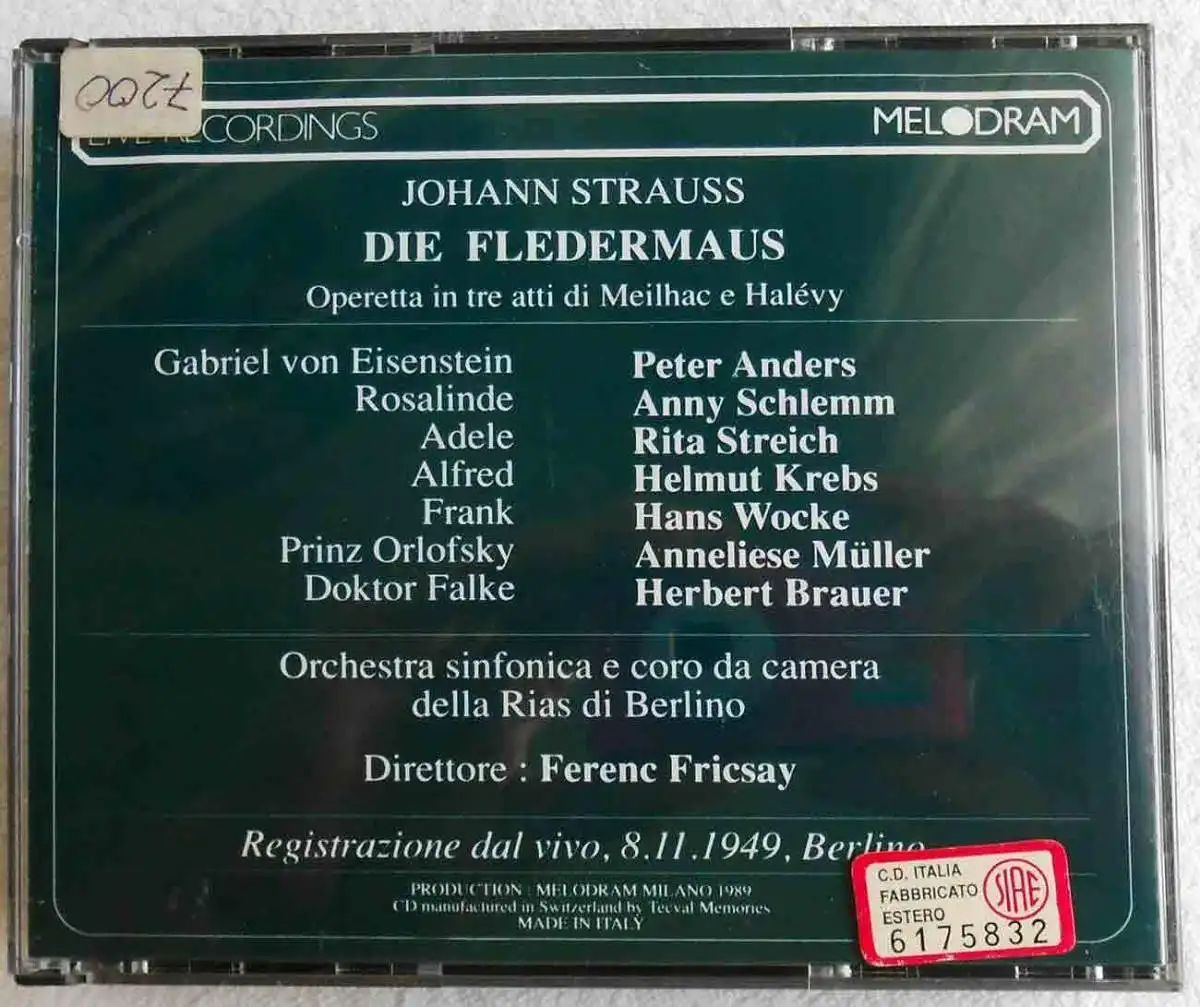 7200
LIVE RECORDINGS
MELODRAM
JOHANN STRAUSS
DIE FLEDERMAUS
Operetta in tre atti di Meilhac e Halévy
Gabriel von Eisenstein Peter Anders
Rosalinde Anny Schlemm
Adele Rita Streich
Alfred Helmut Krebs
Frank Hans Wocke
Prinz Orlofsky Anneliese Müller
Doktor Falke Herbert Brauer
Orchestra sinfonica e coro da camera
della Rias di Berlino
Direttore : Ferenc Fricsay
Registrazione dal vivo, 8.11.1949, Berlino
PRODUCTION : MELODRAM MILANO 1989
CD manufactured in Switzerland by Tecval Memories
MADE IN ITALY
C.D. ITALIA
FABBRICATO
ESTERO
SIAE
6175832